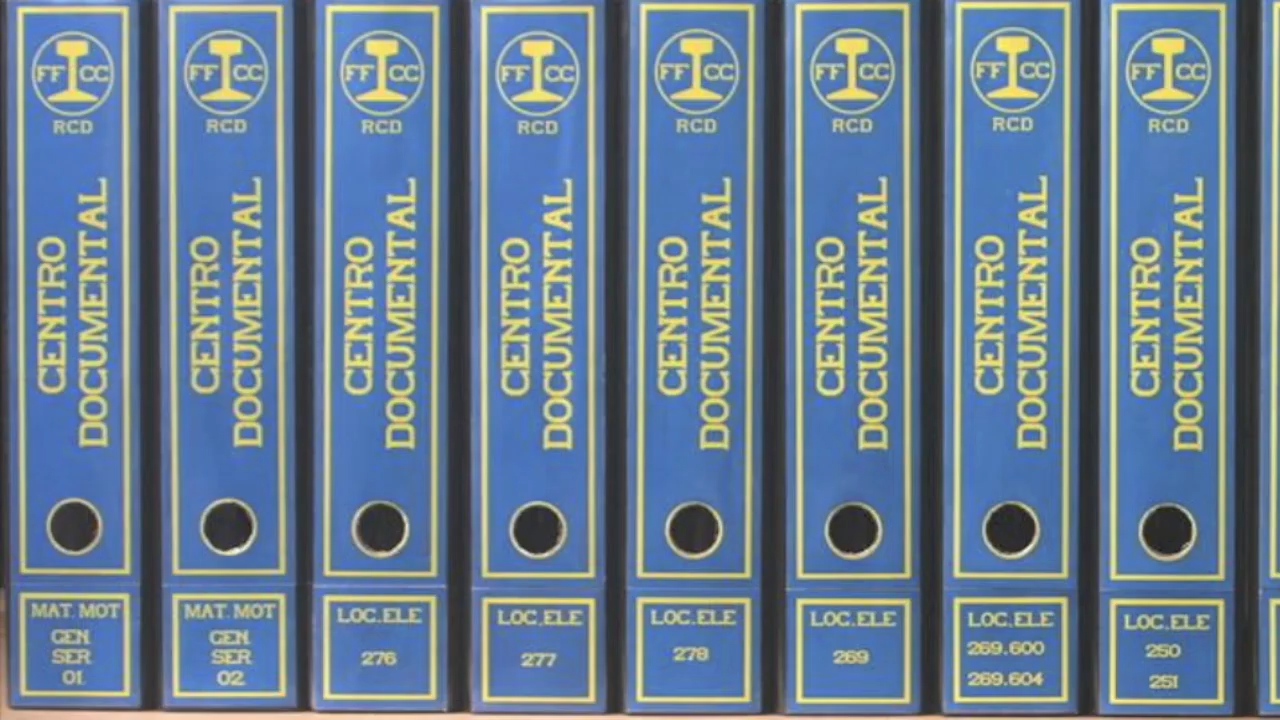 FF CC
RCD
CENTRO
DOCUMENTAL
MAT. MOT
GEN.
SER.
01.
FF CC
RCD
CENTRO
DOCUMENTAL
MAT. MOT
GEN.
SER.
02.
FF CC
RCD
CENTRO
DOCUMENTAL
LOC.ELE
276
FF CC
RCD
CENTRO
DOCUMENTAL
LOC.ELE
277
FF CC
RCD
CENTRO
DOCUMENTAL
LOC.ELE
278
FF CC
RCD
CENTRO
DOCUMENTAL
LOC.ELE
269
FF CC
RCD
CENTRO
DOCUMENTAL
LOC.ELE
269.600
269.604
FF CC
RCD
CENTRO
DOCUMENTAL
LOC.ELE
250
251